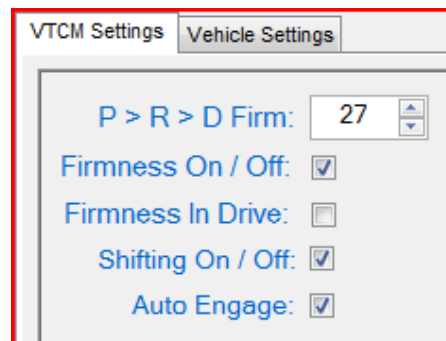 VTCM Settings Vehicle Settings
P > R > D Firm: 27
Firmness On / Off:
Firmness In Drive:
Shifting On / Off:
Auto Engage: